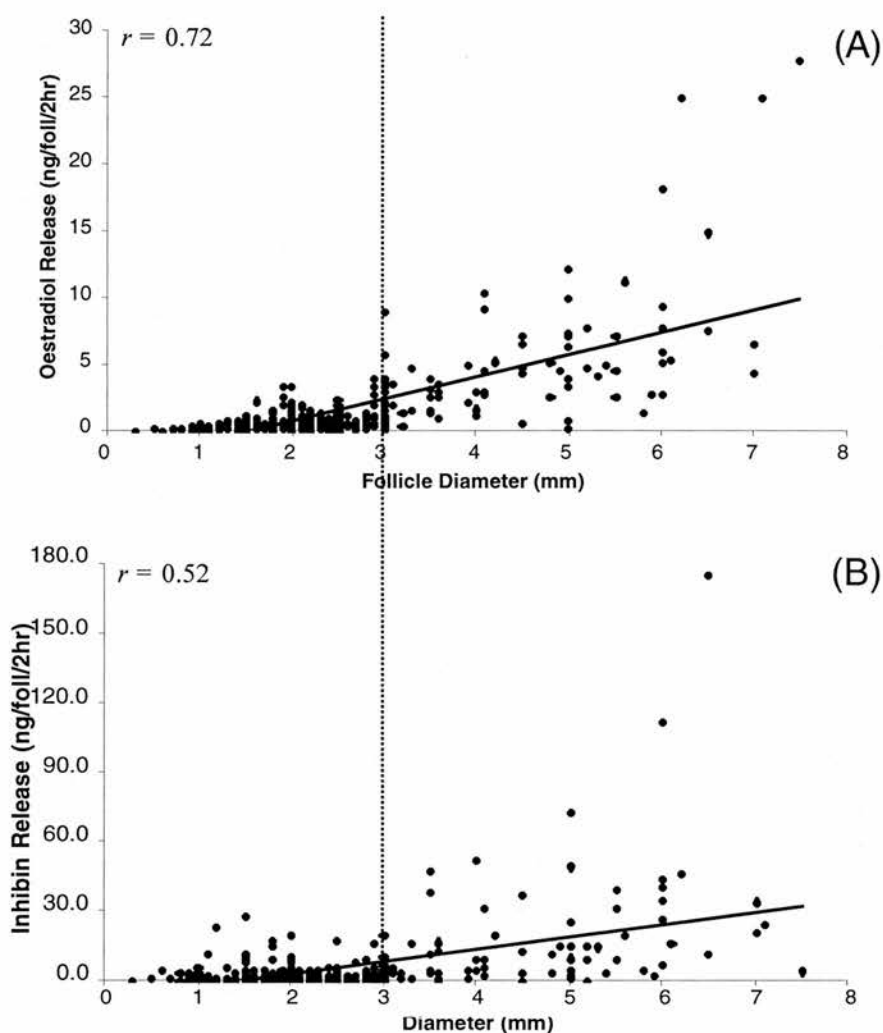 30
r = 0.72
(A)
25
20
15
10
5
0
Oestradiol Release (ng/foll/2hr)
0 1 2 3 4 5 6 7 8
Follicle Diameter (mm)
180.0
r = 0.52
(B)
150.0
120.0
90.0
60.0
30.0
0.0
Inhibin Release (ng/foll/2hr)
0 1 2 3 4 5 6 7 8
Diameter (mm)